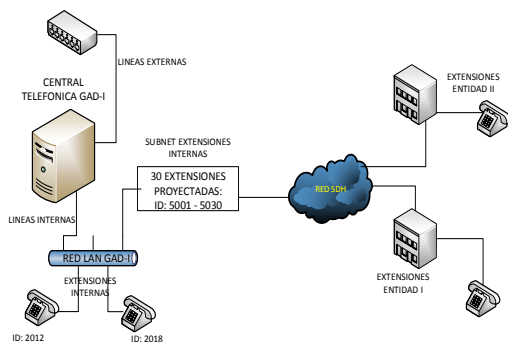 LINEAS EXTERNAS
CENTRAL
TELEFONICA GAD-I
EXTENSIONES
ENTIDAD II
SUBNET EXTENSIONES
INTERNAS
30 EXTENSIONES
PROYECTADAS:
ID: 5001 - 5030
RED SDH
LINEAS INTERNAS
RED LAN GAD-I
EXTENSIONES
INTERNAS
EXTENSIONES
ENTIDAD I
ID: 2012
ID: 2018